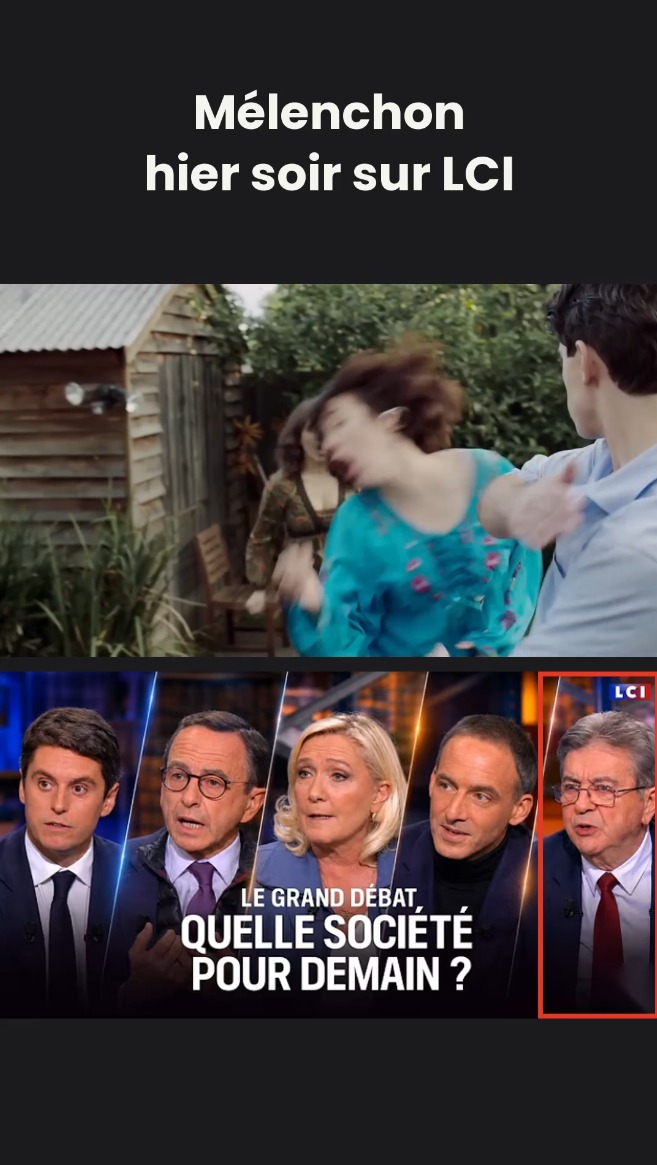 Mélenchon
hier soir sur LCI
LCI
LE GRAND DÉBAT
QUELLE SOCIÉTÉ
POUR DEMAIN ?